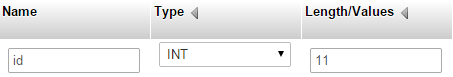 Name Type Length/Values
id INT 11